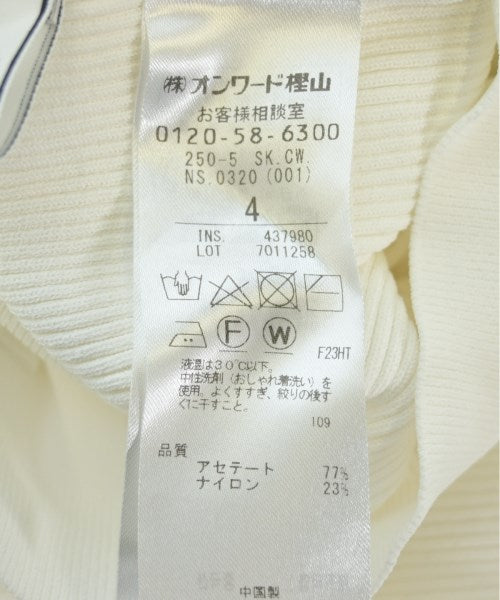 ㈱オンワード樫山
お客様相談室
0120-58-6300
250-5 SK.CW.
NS.0320 (001)
4
INS. 437980
LOT 7011258
F W
F23HT
液温は30℃以下。
中性洗剤(おしゃれ着洗い)を
使用。よくすすぎ、絞りの後す
ぐに干すこと。
109
品質
アセテート 77%
ナイロン 23%
中国製